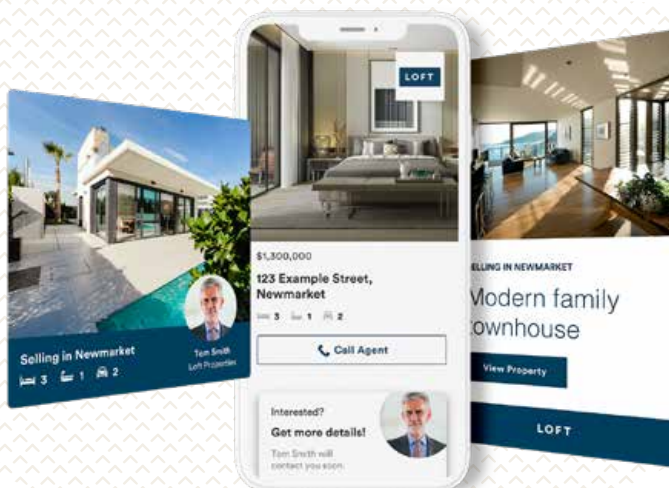 Selling in Newmarket
3 1 2
Tom Smith
Loft Properties
LOFT
$1,300,000
123 Example Street,
Newmarket
3 1 2
Call Agent
Interested?
Get more details!
Tom Smith will
contact you soon.
SELLING IN NEWMARKET
Modern family
townhouse
View Property
LOFT